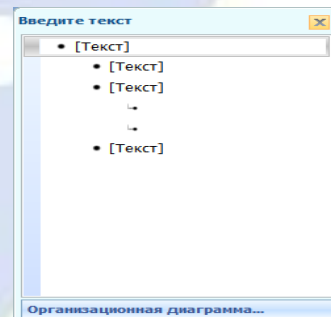 Введите текст
• [Текст]
• [Текст]
• [Текст]
• [Текст]
Организационная диаграмма...